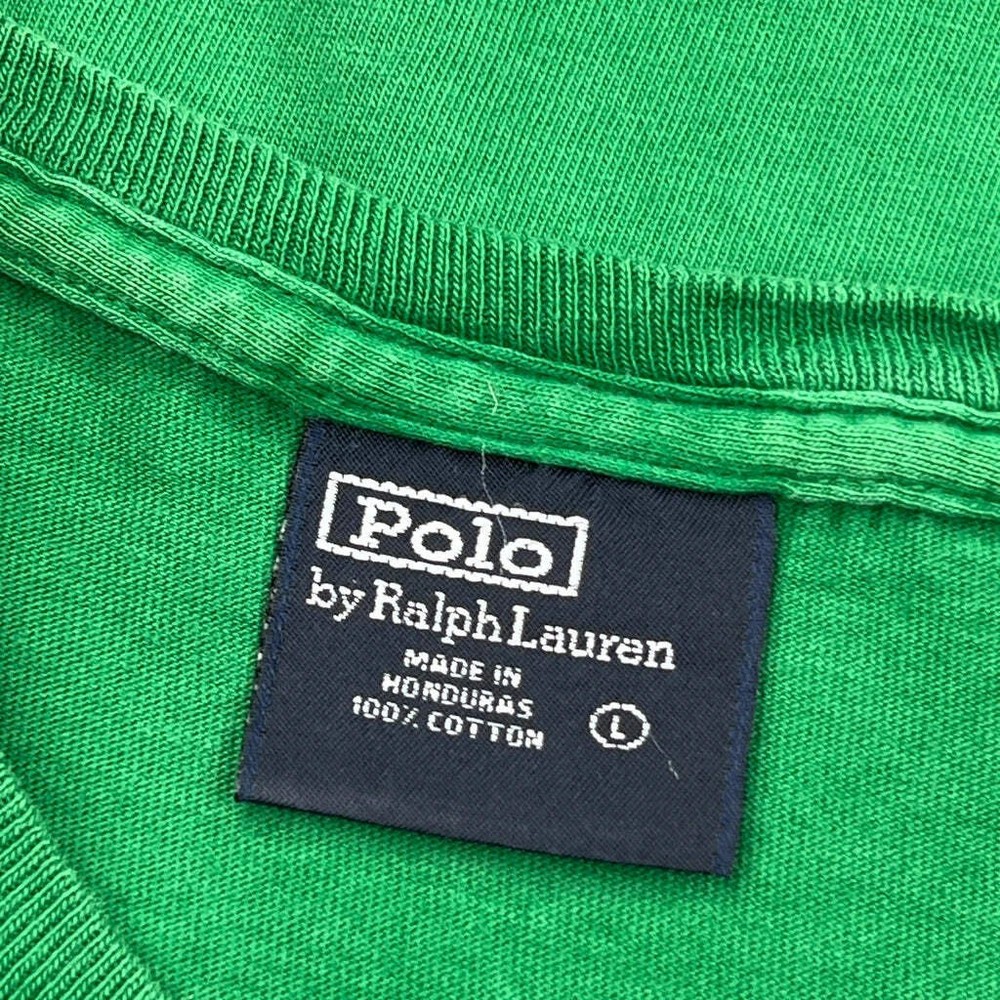 Polo
by Ralph Lauren
MADE IN
HONDURAS
100% COTTON
L